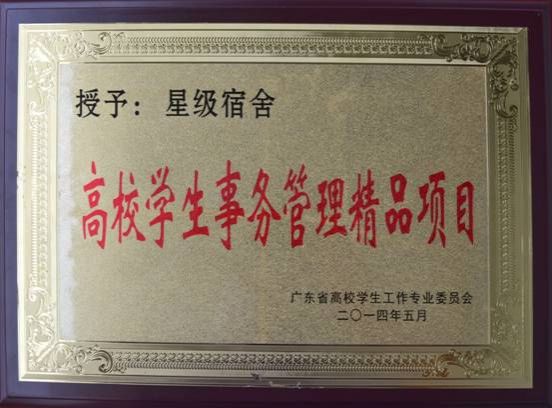 授予：星级宿舍
高校学生事务管理精品项目
广东省高校学生工作专业委员会
二〇一四年五月